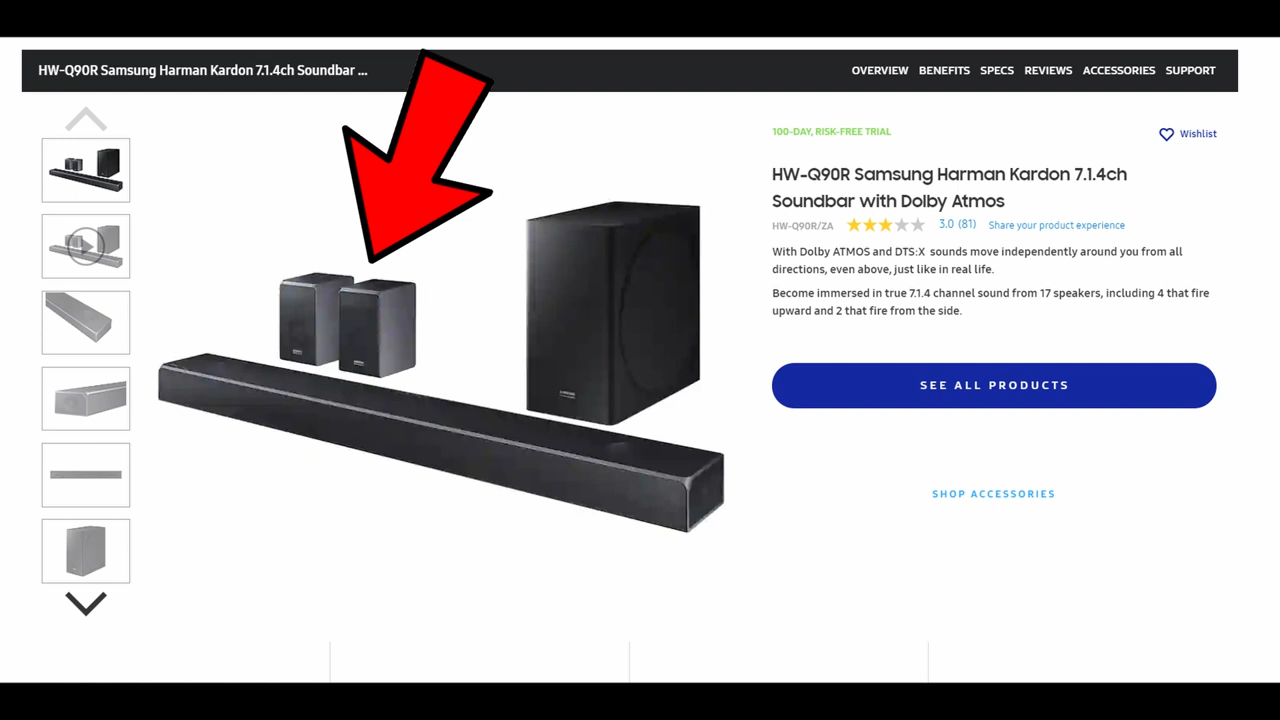 HW-Q90R Samsung Harman Kardon 7.1.4ch Soundbar ...
OVERVIEW BENEFITS SPECS REVIEWS ACCESSORIES SUPPORT
100-DAY, RISK-FREE TRIAL
Wishlist
HW-Q90R Samsung Harman Kardon 7.1.4ch
Soundbar with Dolby Atmos
HW-Q90R/ZA 3.0 (81) Share your product experience
With Dolby ATMOS and DTS:X sounds move independently around you from all
directions, even above, just like in real life.
Become immersed in true 7.1.4 channel sound from 17 speakers, including 4 that fire
upward and 2 that fire from the side.
SEE ALL PRODUCTS
SHOP ACCESSORIES